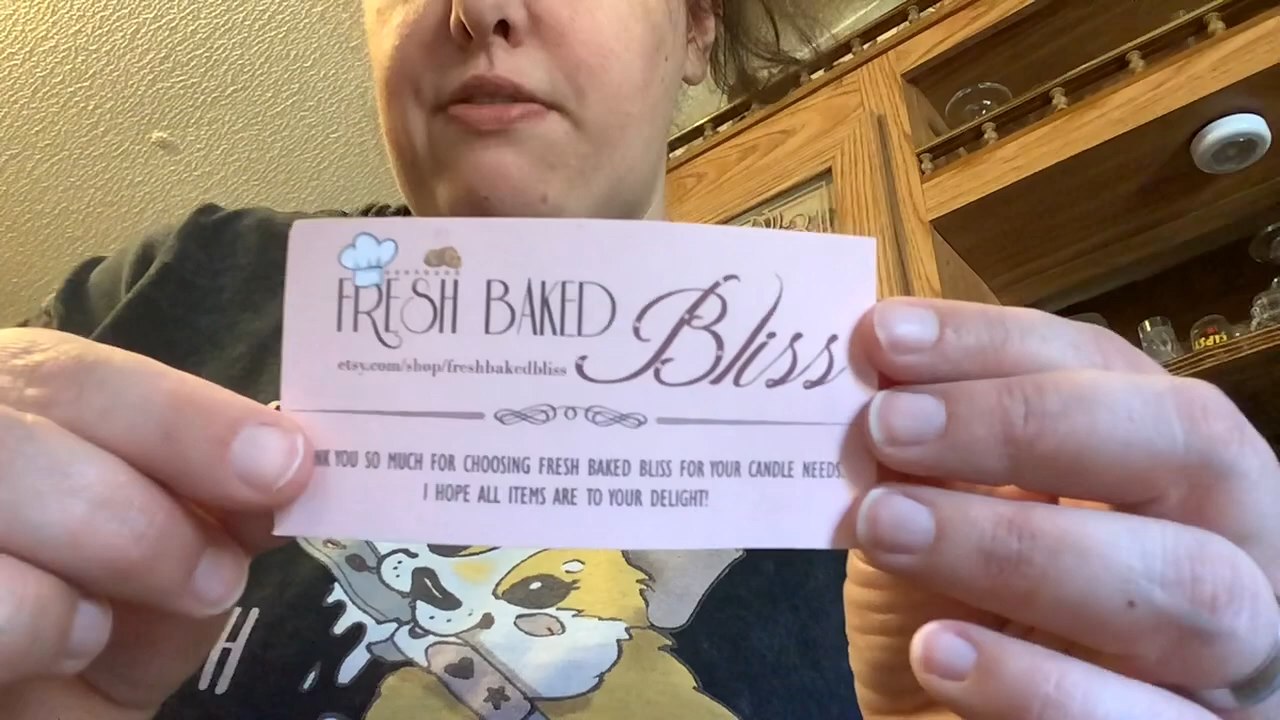 FRESH BAKED Bliss
etsy.com/shop/freshbakedbliss
YOU SO MUCH FOR CHOOSING FRESH BAKED BLISS FOR YOUR CANDLE NEEDS.
I HOPE ALL ITEMS ARE TO YOUR DELIGHT!
H